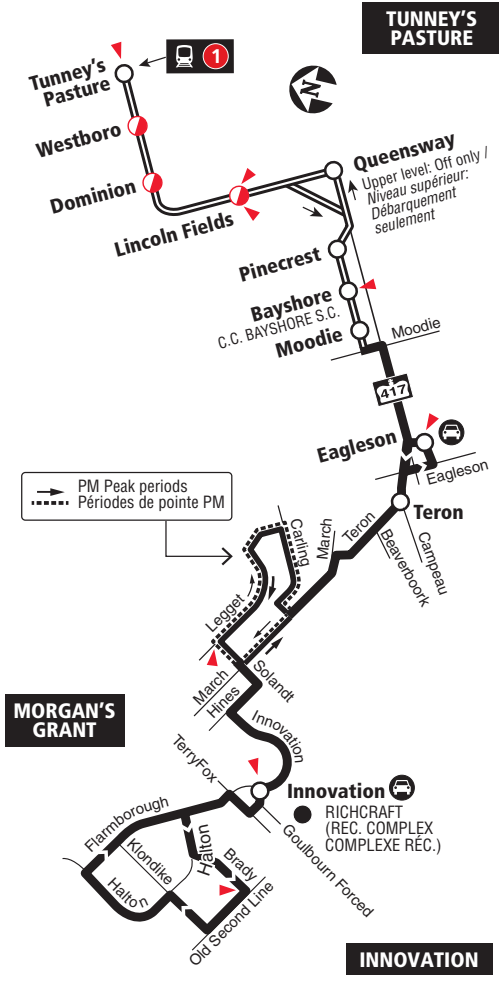 TUNNEY'S
PASTURE
Tunney's
Pasture
1
N
Westboro
Dominion
Lincoln Fields
Queensway
Upper level: Off only /
Niveau supérieur:
Débarquement
seulement
Pinecrest
Bayshore
C.C. BAYSHORE S.C.
Moodie
Moodie
417
Eagleson
Eagleson
Teron
PM Peak periods
Périodes de pointe PM
Carling
March
Teron
Beaverboork
Campeau
Legget
March
Solandt
Hines
MORGAN'S
GRANT
Innovation
TerryFox
Innovation
RICHCRAFT
(REC. COMPLEX
COMPLEXE RÉC.)
Flarmborough
Klondike
Halton
Halton
Brady
Goulbourn Forced
Old Second Line
INNOVATION